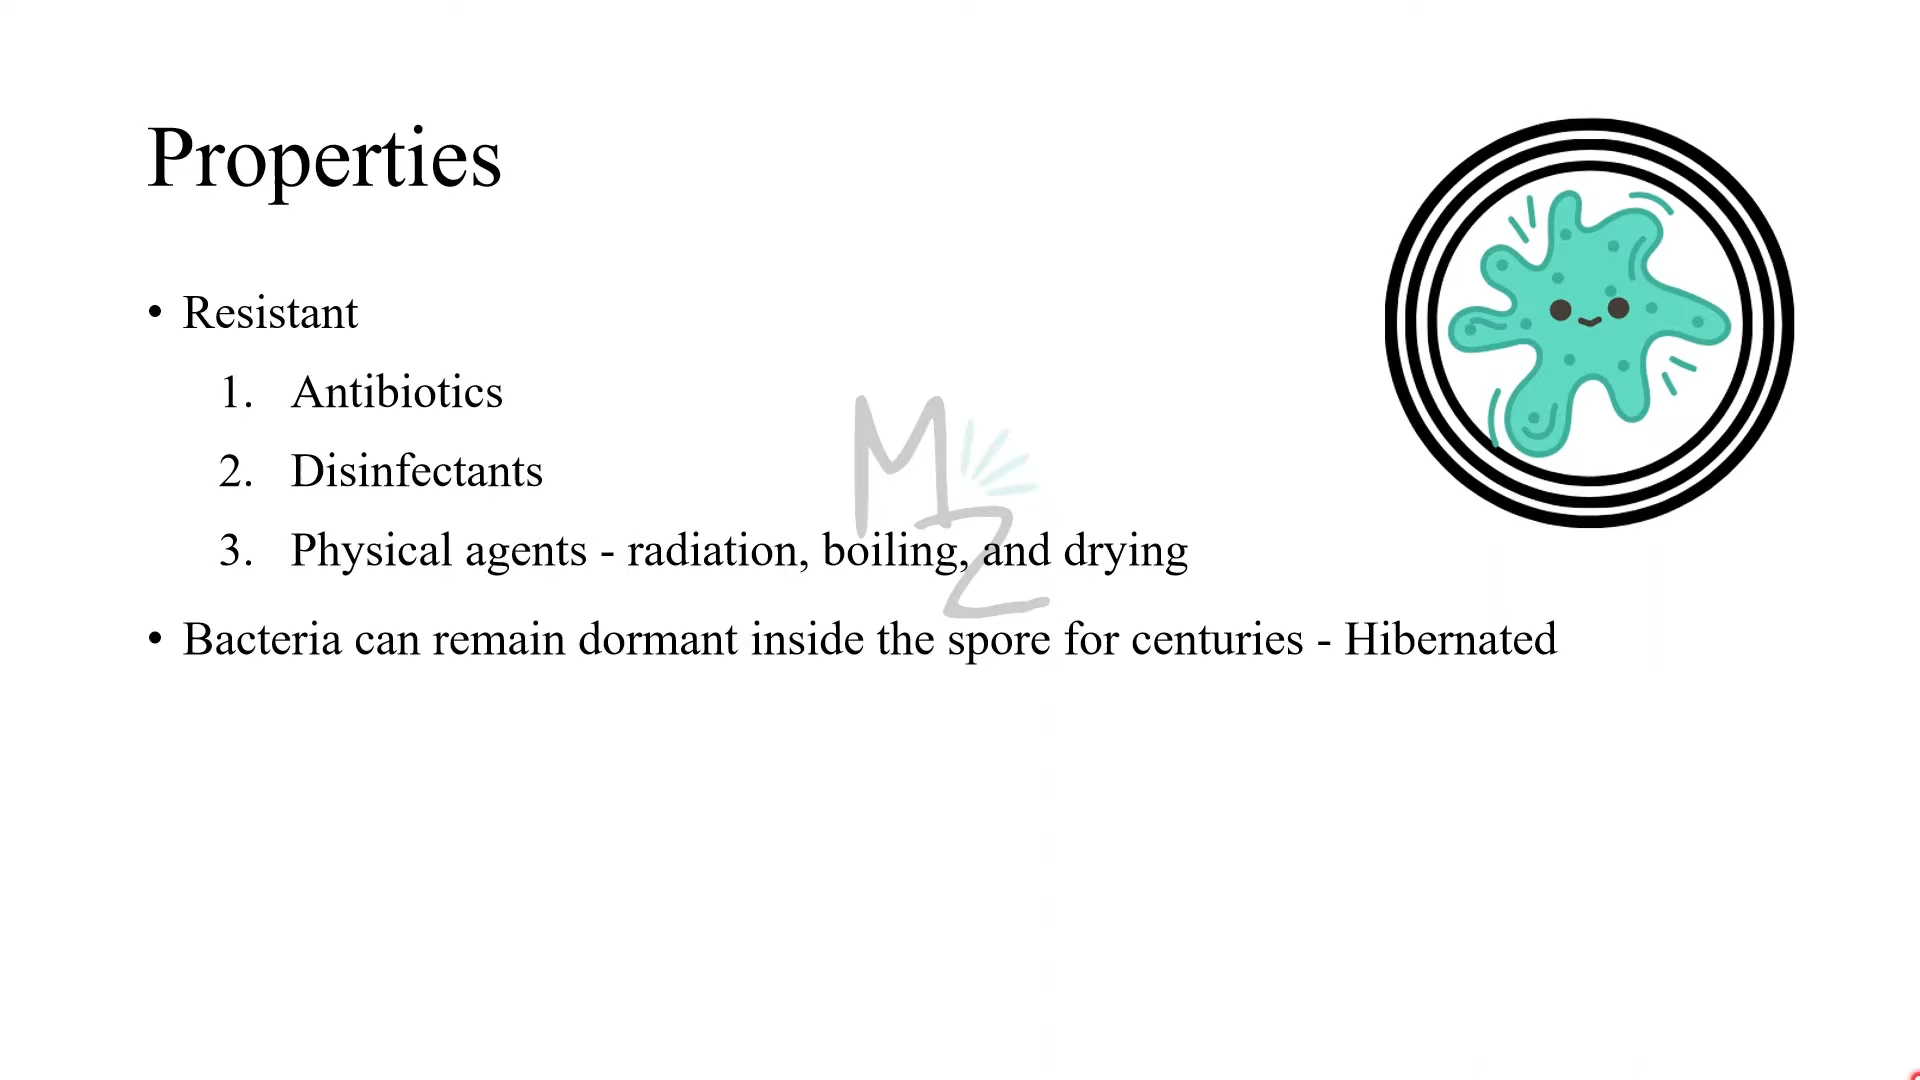 Properties
• Resistant
1. Antibiotics
2. Disinfectants
3. Physical agents - radiation, boiling, and drying
• Bacteria can remain dormant inside the spore for centuries - Hibernated
MZ